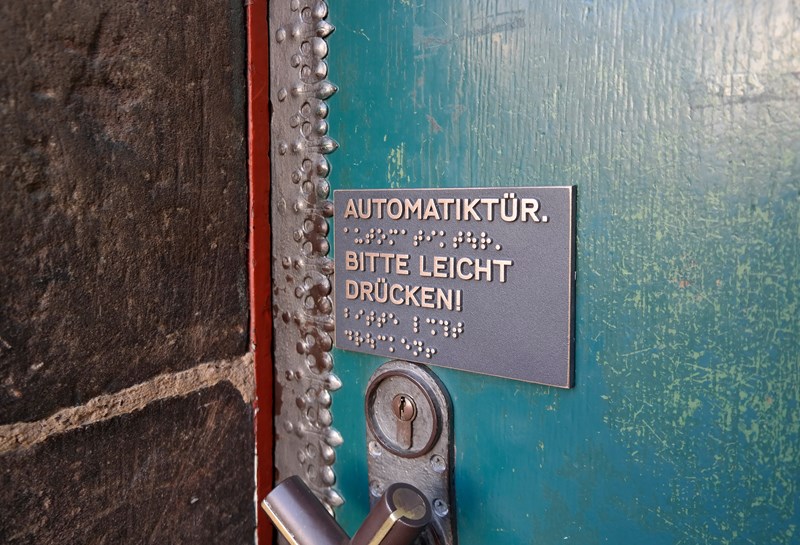 AUTOMATIKTÜR.
BITTE LEICHT
DRÜCKEN!